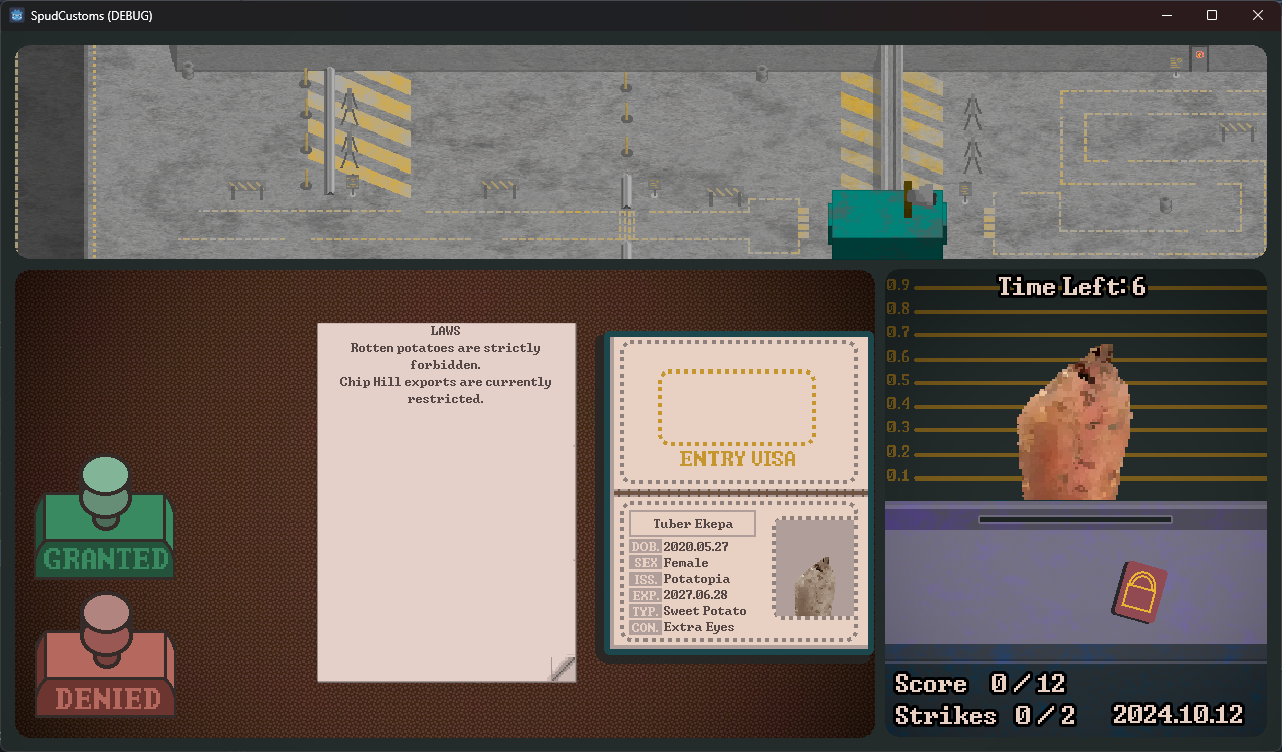 SpudCustoms (DEBUG)
Time Left: 6
0.9
0.8
0.7
0.6
0.5
0.4
0.3
0.2
0.1
LAWS
Rotten potatoes are strictly
forbidden.
Chip Hill exports are currently
restricted.
ENTRY VISA
Tuber Ekepa
DOB. 2020.05.27
SEX Female
ISS. Potatopia
EXP. 2027.06.28
TYP. Sweet Potato
CON. Extra Eyes
GRANTED
DENIED
Score 0/12
Strikes 0/2 2024.10.12